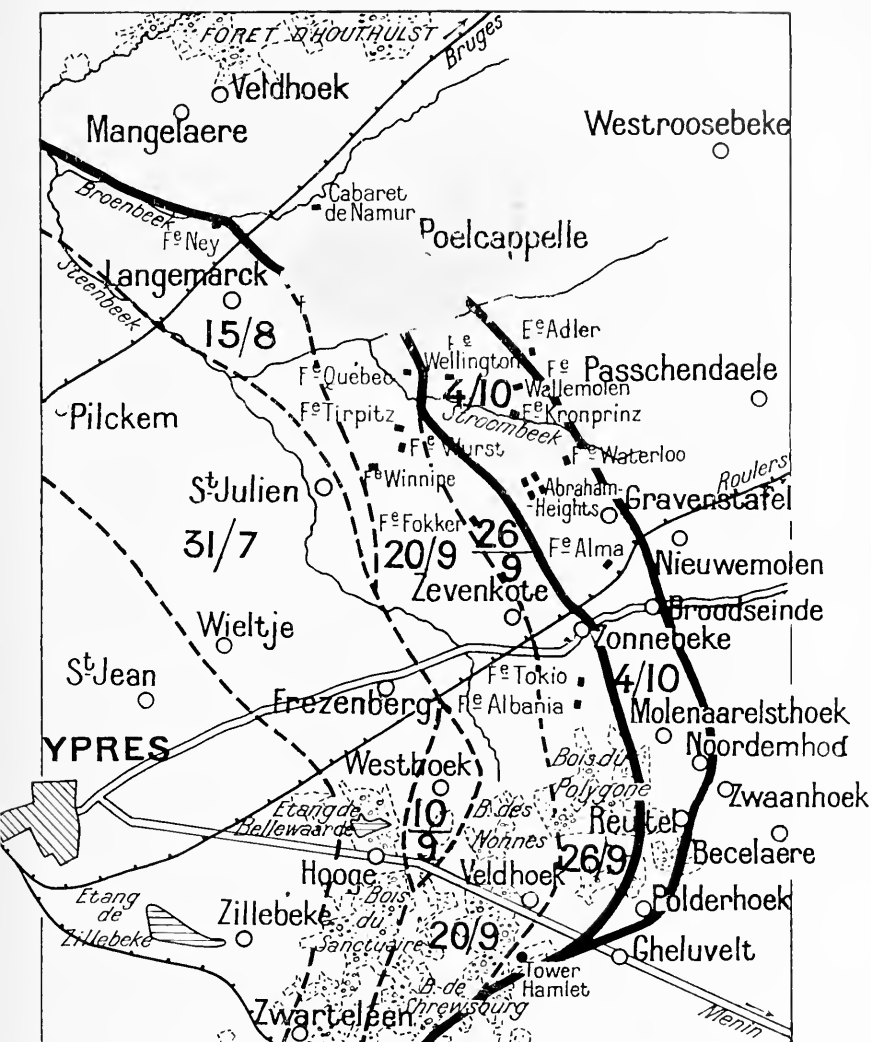 FORET D'HOUTHULST
Bruges
Veldhoek
Mangelaere
Westroosebeke
Broenbeek
Cabaret
de Namur
Fe Ney
Poelcappelle
Steenbeek
Langemarck
15/8
Ee Adler
Fe
Wellington
Fe Québec
4/10
Fe
Wallemolen
Passchendaele
Pilckem
Fe Tirpitz
Fe Kronprinz
Stroombeek
Fe Wurst
Fe Waterloo
Fe Winnipe
Roulers
St Julien
Abraham-
Heights
Gravenstafel
31/7
Fe Fokker
20/9
26
9
Fe Alma
Nieuwemolen
Zevenkote
Broodseinde
Wieltje
Zonnebeke
St Jean
Fe Tokio
4/10
Frezenberg
Fe Albania
Molenaarelsthoek
YPRES
Noordemhod
Westhoek
Bois du
Polygone
Zwaanhoek
Etang de
Bellewaarde
10
9
B. des
Nonnes
Reutel
26/9
Becelaere
Hooge
Veldhoek
Etang
de
Zillebeke
Zillebeke
Bois
du
Sanctuaire
20/9
Polderhoek
Gheluvelt
Tower
Hamlet
B. de
Shrewsburg
Zwarteleen
Menin